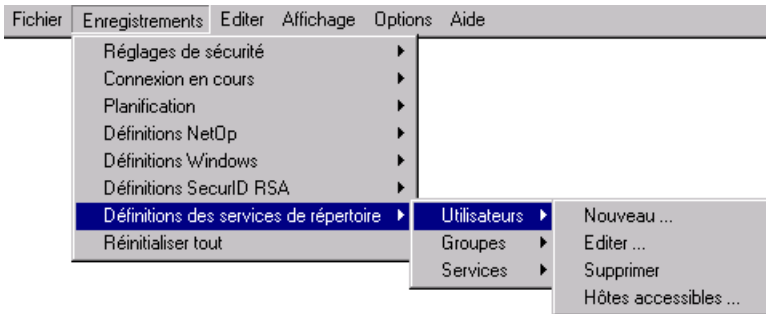 Fichier Enregistrements Editer Affichage Options Aide
Réglages de sécurité
Connexion en cours
Planification
Définitions NetOp
Définitions Windows
Définitions SecurID RSA
Définitions des services de répertoire Utilisateurs Nouveau ...
Réinitialiser tout Groupes Editer ...
Services Supprimer
Hôtes accessibles ...